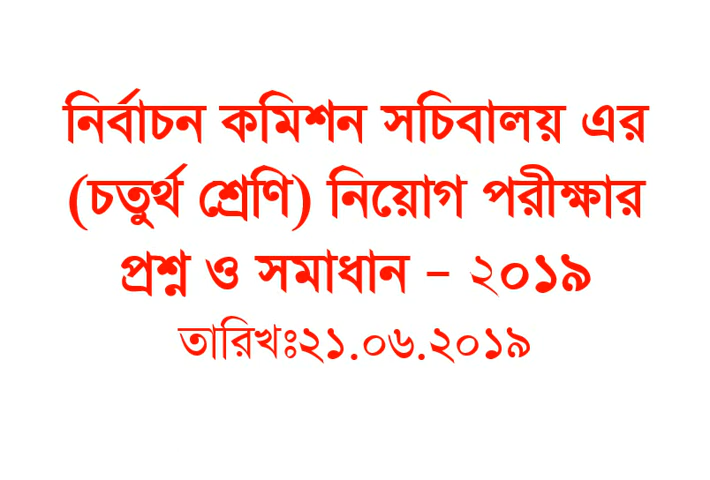 নির্বাচন কমিশন সচিবালয় এর
(চতুর্থ শ্রেণি) নিয়োগ পরীক্ষার
প্রশ্ন ও সমাধান – ২০১৯
তারিখঃ২১.০৬.২০১৯